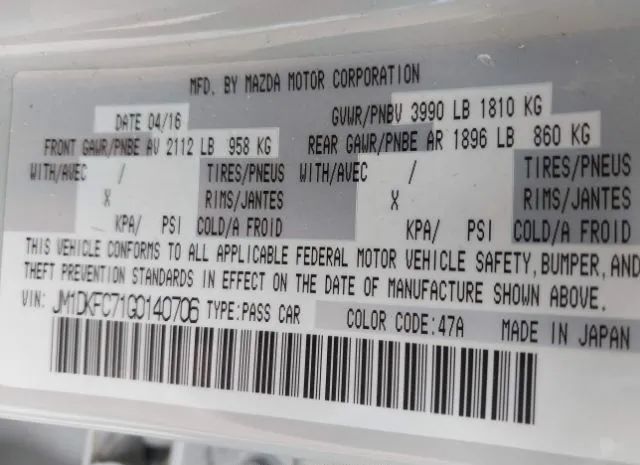 MFD. BY MAZDA MOTOR CORPORATION
DATE 04/16 GVWR/PNBV 3990 LB 1810 KG
FRONT GAWR/PNBE AV 2112 LB 958 KG REAR GAWR/PNBE AR 1896 LB 860 KG
WITH/AVEC / TIRES/PNEUS WITH/AVEC / TIRES/PNEUS
X RIMS/JANTES X RIMS/JANTES
KPA/ PSI COLD/A FROID KPA/ PSI COLD/A FROID
THIS VEHICLE CONFORMS TO ALL APPLICABLE FEDERAL MOTOR VEHICLE SAFETY, BUMPER, AND
THEFT PREVENTION STANDARDS IN EFFECT ON THE DATE OF MANUFACTURE SHOWN ABOVE.
VIN: JM1DKFC71G0140706 TYPE:PASS CAR COLOR CODE:47A MADE IN JAPAN